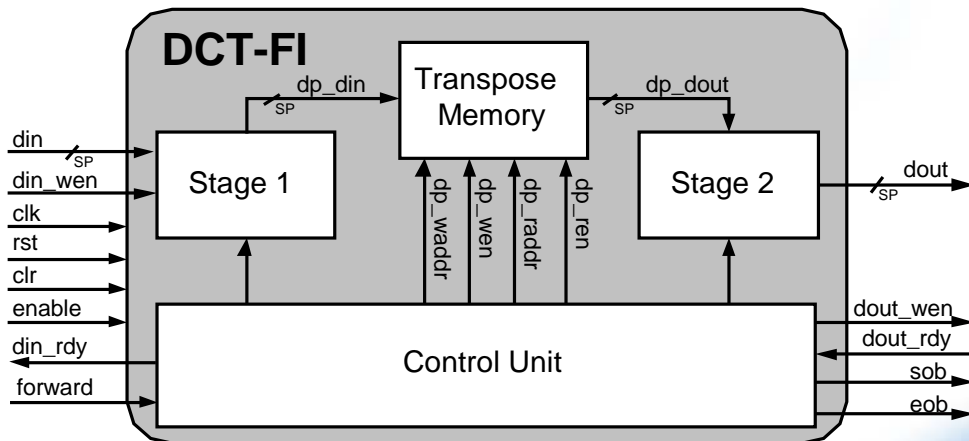 DCT-FI
dp_din
SP
Transpose
Memory
dp_dout
SP
din
SP
din_wen
clk
rst
clr
enable
din_rdy
forward
Stage 1
dp_waddr
dp_wen
dp_raddr
dp_ren
Stage 2
dout
SP
Control Unit
dout_wen
dout_rdy
sob
eob